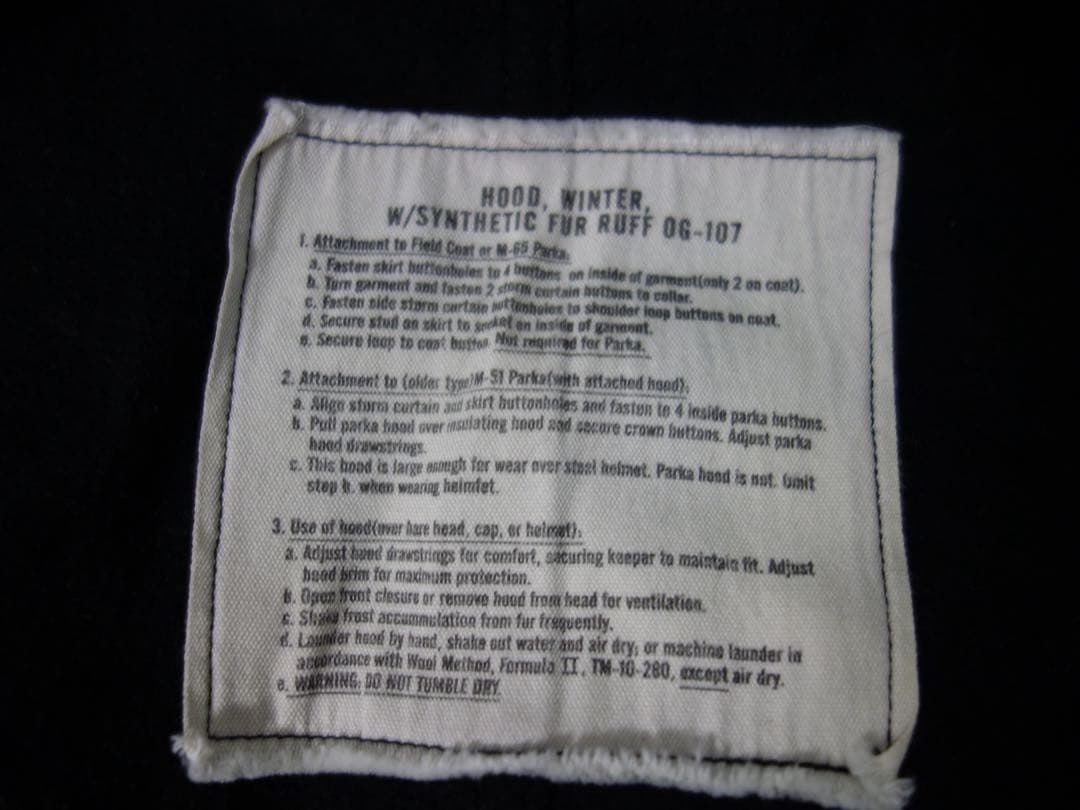 HOOD, WINTER,
W/SYNTHETIC FUR RUFF OG-107
1. Attachment to Field Coat or M-65 Parka.
a. Fasten skirt buttonholes to 4 buttons on inside of garment(only 2 on coat).
b. Turn garment and fasten 2 storm curtain buttons to collar.
c. Fasten side storm curtain buttonholes to shoulder loop buttons on coat.
d. Secure stud on skirt to socket on inside of garment.
e. Secure loop to coat button. Not required for Parka.
2. Attachment to (older type)M-51 Parka(with attached hood):
a. Align storm curtain and skirt buttonholes and fasten to 4 inside parka buttons.
b. Pull parka hood over insulating hood and secure crown buttons. Adjust parka
hood drawstrings.
c. This hood is large enough for wear over steel helmet. Parka hood is not. Omit
step b. when wearing helmet.
3. Use of hood(over bare head, cap, or helmet):
a. Adjust hood drawstrings for comfort, securing keeper to maintain fit. Adjust
hood brim for maximum protection.
b. Open front closure or remove hood from head for ventilation.
c. Shake frost accumulation from fur frequently.
d. Launder hood by hand, shake out water and air dry; or machine launder in
accordance with Wool Method, Formula II, TM-10-280, except air dry.
e. WARNING: DO NOT TUMBLE DRY.